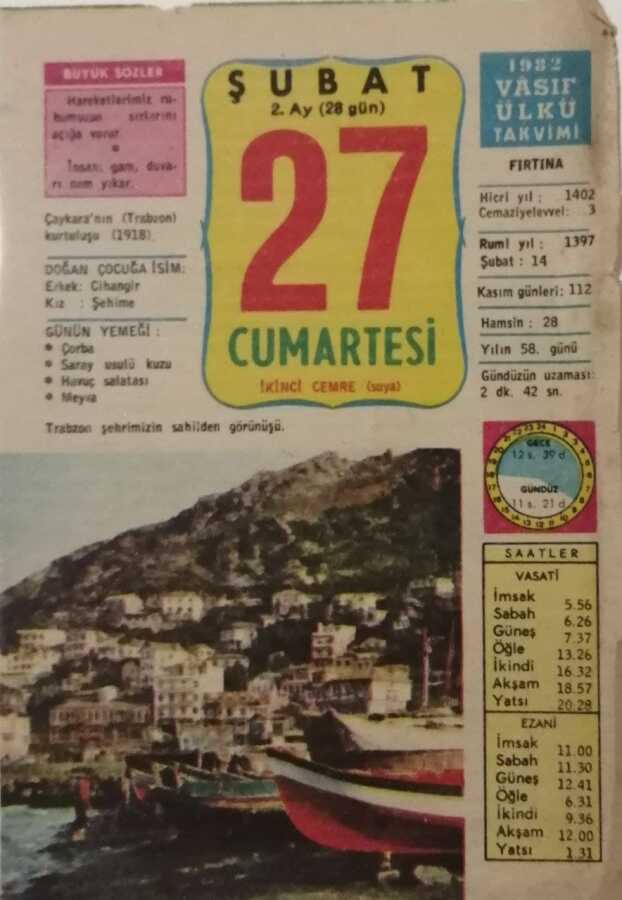 BÜYÜK SÖZLER
Hareketlerimiz ru-
humuzun sırlarını
açığa vurur.
*
İnsanı gam, duva-
rı nem yıkar.
Çaykara'nın (Trabzon)
kurtuluşu (1918)
DOĞAN ÇOCUĞA İSİM:
Erkek: Cihangir
Kız : Şehime
GÜNÜN YEMEĞİ :
* Çorba
* Saray usulü kuzu
* Havuç salatası
* Meyva
ŞUBAT
2. Ay (28 gün)
27
CUMARTESİ
İKİNCİ CEMRE (suya)
1982
VÂSIF
ÜLKÜ
TAKVİMİ
FIRTINA
Hicri yıl : 1402
Cemaziyelevvel: 3
Rumî yıl : 1397
Şubat : 14
Kasım günleri: 112
Hamsin : 28
Yılın 58. günü
Gündüzün uzaması:
2 dk. 42 sn.
Trabzon şehrimizin sahilden görünüşü.
GECE
12 s. 39 d
GÜNDÜZ
11 s. 21 d
SAATLER
VASATİ
İmsak 5.56
Sabah 6.26
Güneş 7.37
Öğle 13.26
İkindi 16.32
Akşam 18.57
Yatsı 20.28
EZANİ
İmsak 11.00
Sabah 11.30
Güneş 12.41
Öğle 6.31
İkindi 9.36
Akşam 12.00
Yatsı 1.31